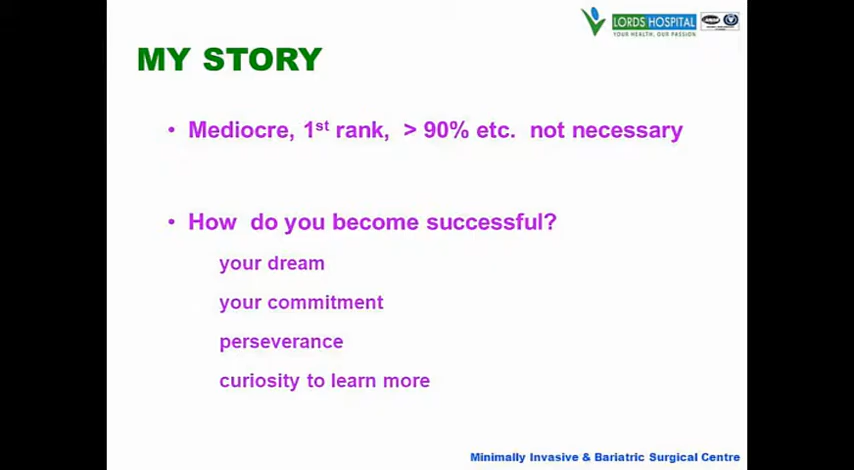 LORDS HOSPITAL
YOUR HEALTH, OUR PASSION
MY STORY
• Mediocre, 1st rank, > 90% etc. not necessary
• How do you become successful?
your dream
your commitment
perseverance
curiosity to learn more
Minimally Invasive & Bariatric Surgical Centre